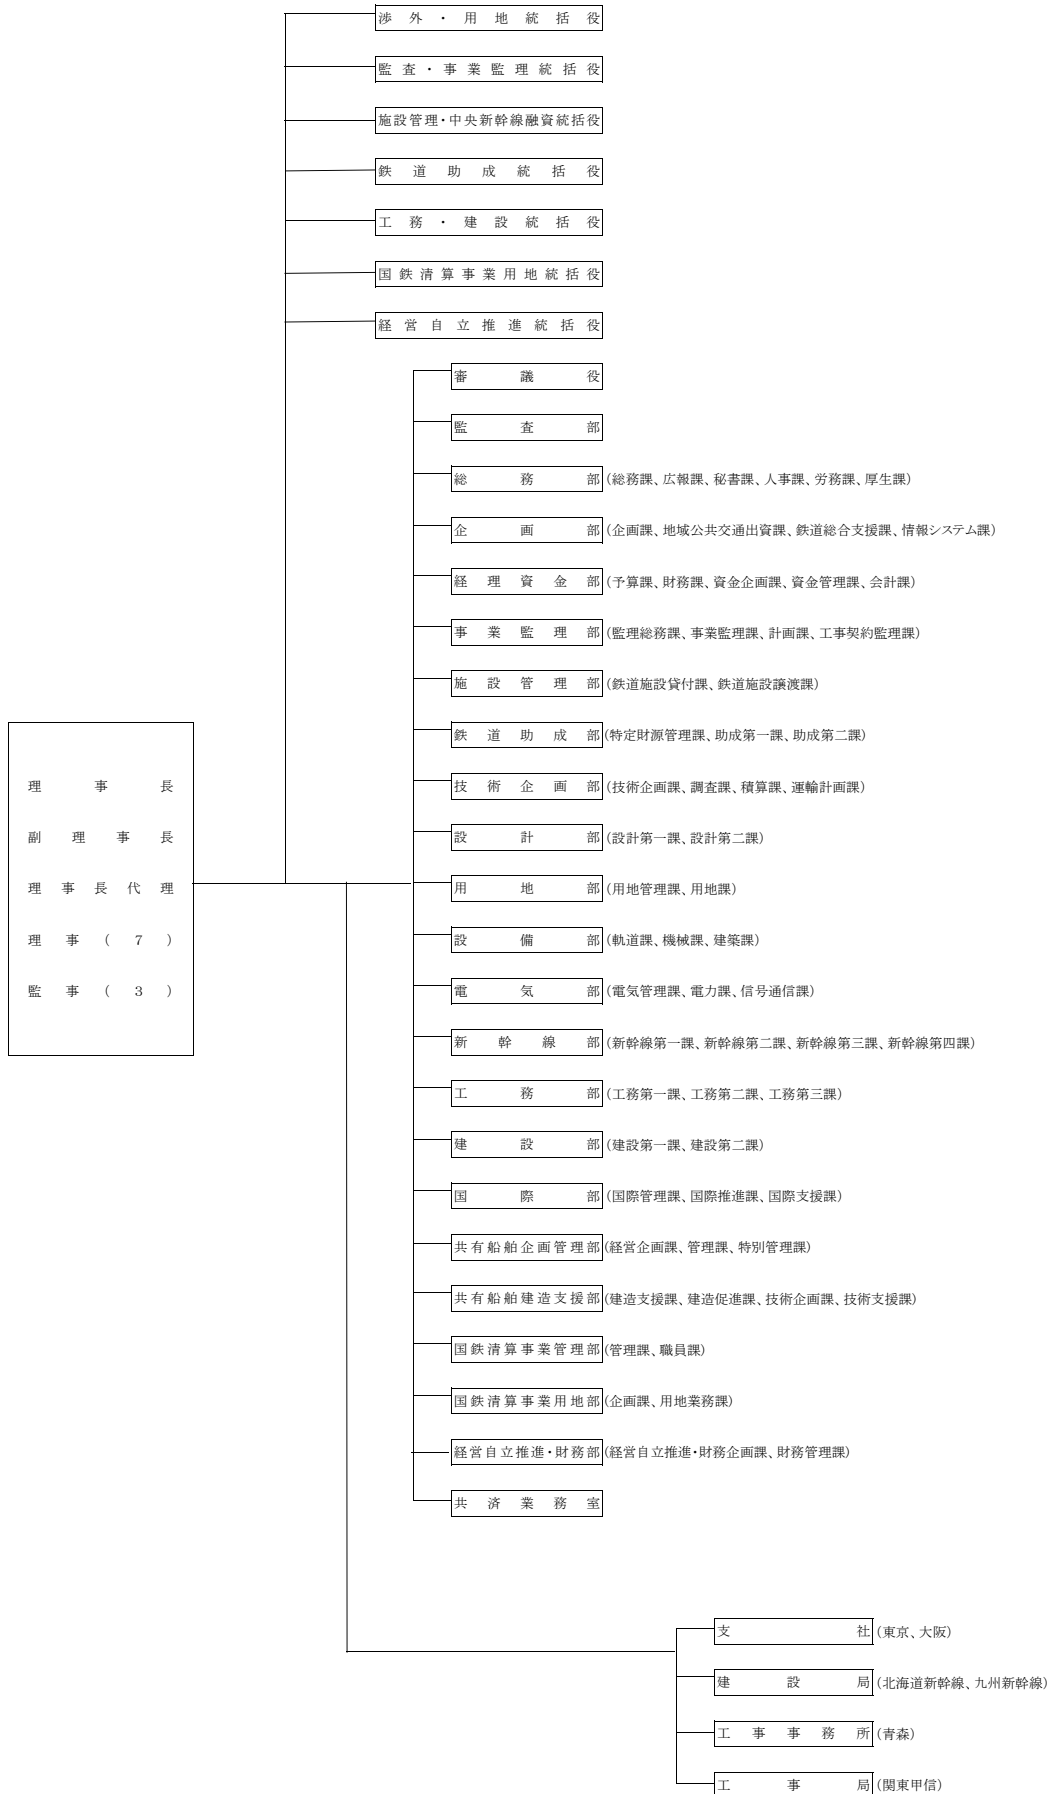 渉外・用地統括役
監査・事業監理統括役
施設管理・中央新幹線融資統括役
鉄道助成統括役
工務・建設統括役
国鉄清算事業用地統括役
経営自立推進統括役
審議役
監査部
総務部（総務課、広報課、秘書課、人事課、労務課、厚生課）
企画部（企画課、地域公共交通出資課、鉄道総合支援課、情報システム課）
経理資金部（予算課、財務課、資金企画課、資金管理課、会計課）
事業監理部（監理総務課、事業監理課、計画課、工事契約監理課）
施設管理部（鉄道施設貸付課、鉄道施設譲渡課）
鉄道助成部（特定財源管理課、助成第一課、助成第二課）
技術企画部（技術企画課、調査課、積算課、運輸計画課）
設計部（設計第一課、設計第二課）
用地部（用地管理課、用地課）
設備部（軌道課、機械課、建築課）
電気部（電気管理課、電力課、信号通信課）
新幹線部（新幹線第一課、新幹線第二課、新幹線第三課、新幹線第四課）
工務部（工務第一課、工務第二課、工務第三課）
建設部（建設第一課、建設第二課）
国際部（国際管理課、国際推進課、国際支援課）
共有船舶企画管理部（経営企画課、管理課、特別管理課）
共有船舶建造支援部（建造支援課、建造促進課、技術企画課、技術支援課）
国鉄清算事業管理部（管理課、職員課）
国鉄清算事業用地部（企画課、用地業務課）
経営自立推進・財務部（経営自立推進・財務企画課、財務管理課）
共済業務室
理事長
副理事長
理事長代理
理事（７）
監事（３）
支社（東京、大阪）
建設局（北海道新幹線、九州新幹線）
工事事務所（青森）
工事局（関東甲信）